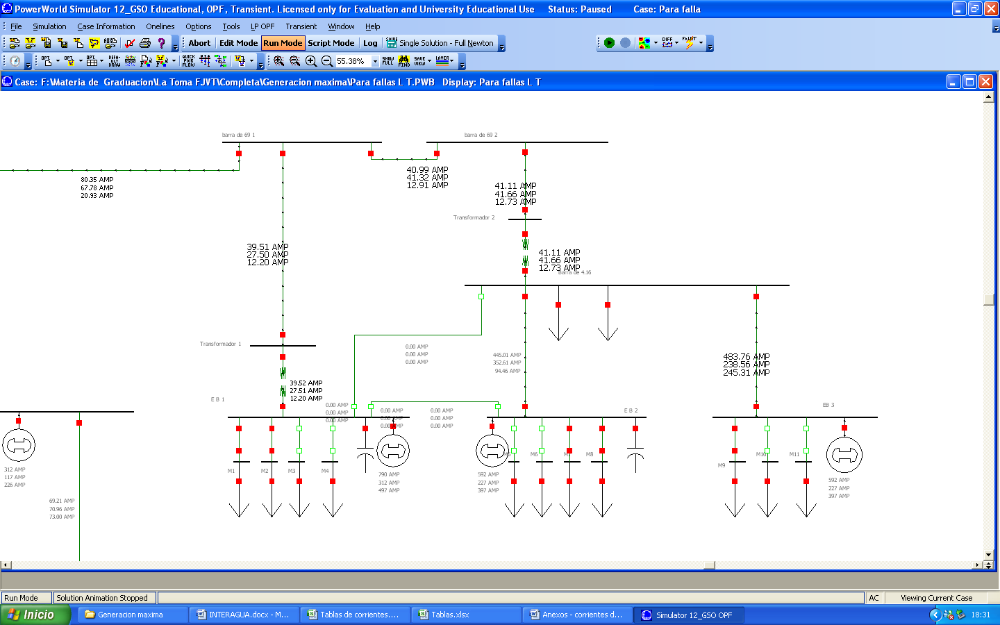 PowerWorld Simulator 12_GSO Educational, OPF, Transient. Licensed only for Evaluation and University Educational Use Status: Paused Case: Para falla
File Simulation Case Information Onelines Options Tools LP OPF Transient Window Help
Abort Edit Mode Run Mode Script Mode Log Single Solution - Full Newton
55.38%
Case: F:\Materia de Graduacion\La Toma FJVT\Completa\Generacion maxima\Para fallas L T.PWB Display: Para fallas L T
barra de 69 1
barra de 69 2
80.35 AMP
67.78 AMP
20.93 AMP
40.99 AMP
41.32 AMP
12.91 AMP
41.11 AMP
41.66 AMP
12.73 AMP
Transformador 2
39.51 AMP
27.50 AMP
12.20 AMP
41.11 AMP
41.66 AMP
12.73 AMP
Barra de 4.16
Transformador 1
0.00 AMP
0.00 AMP
0.00 AMP
445.01 AMP
352.61 AMP
94.46 AMP
483.76 AMP
238.56 AMP
245.31 AMP
39.52 AMP
27.51 AMP
12.20 AMP
E B 1
0.00 AMP
0.00 AMP
0.00 AMP
0.00 AMP
0.00 AMP
0.00 AMP
0.00 AMP
0.00 AMP
0.00 AMP
E B 2
EB 3
M1
M2
M3
M4
M6
M8
M9
M10
M11
312 AMP
117 AMP
226 AMP
790 AMP
312 AMP
497 AMP
592 AMP
227 AMP
397 AMP
592 AMP
227 AMP
397 AMP
69.21 AMP
70.96 AMP
73.00 AMP
Run Mode Solution Animation Stopped AC Viewing Current Case
Inicio Generacion maxima INTERAGUA.docx - M... Tablas de corrientes.... Tablas.xlsx Anexos - corrientes d... Simulator 12_GSO OPF 18:31